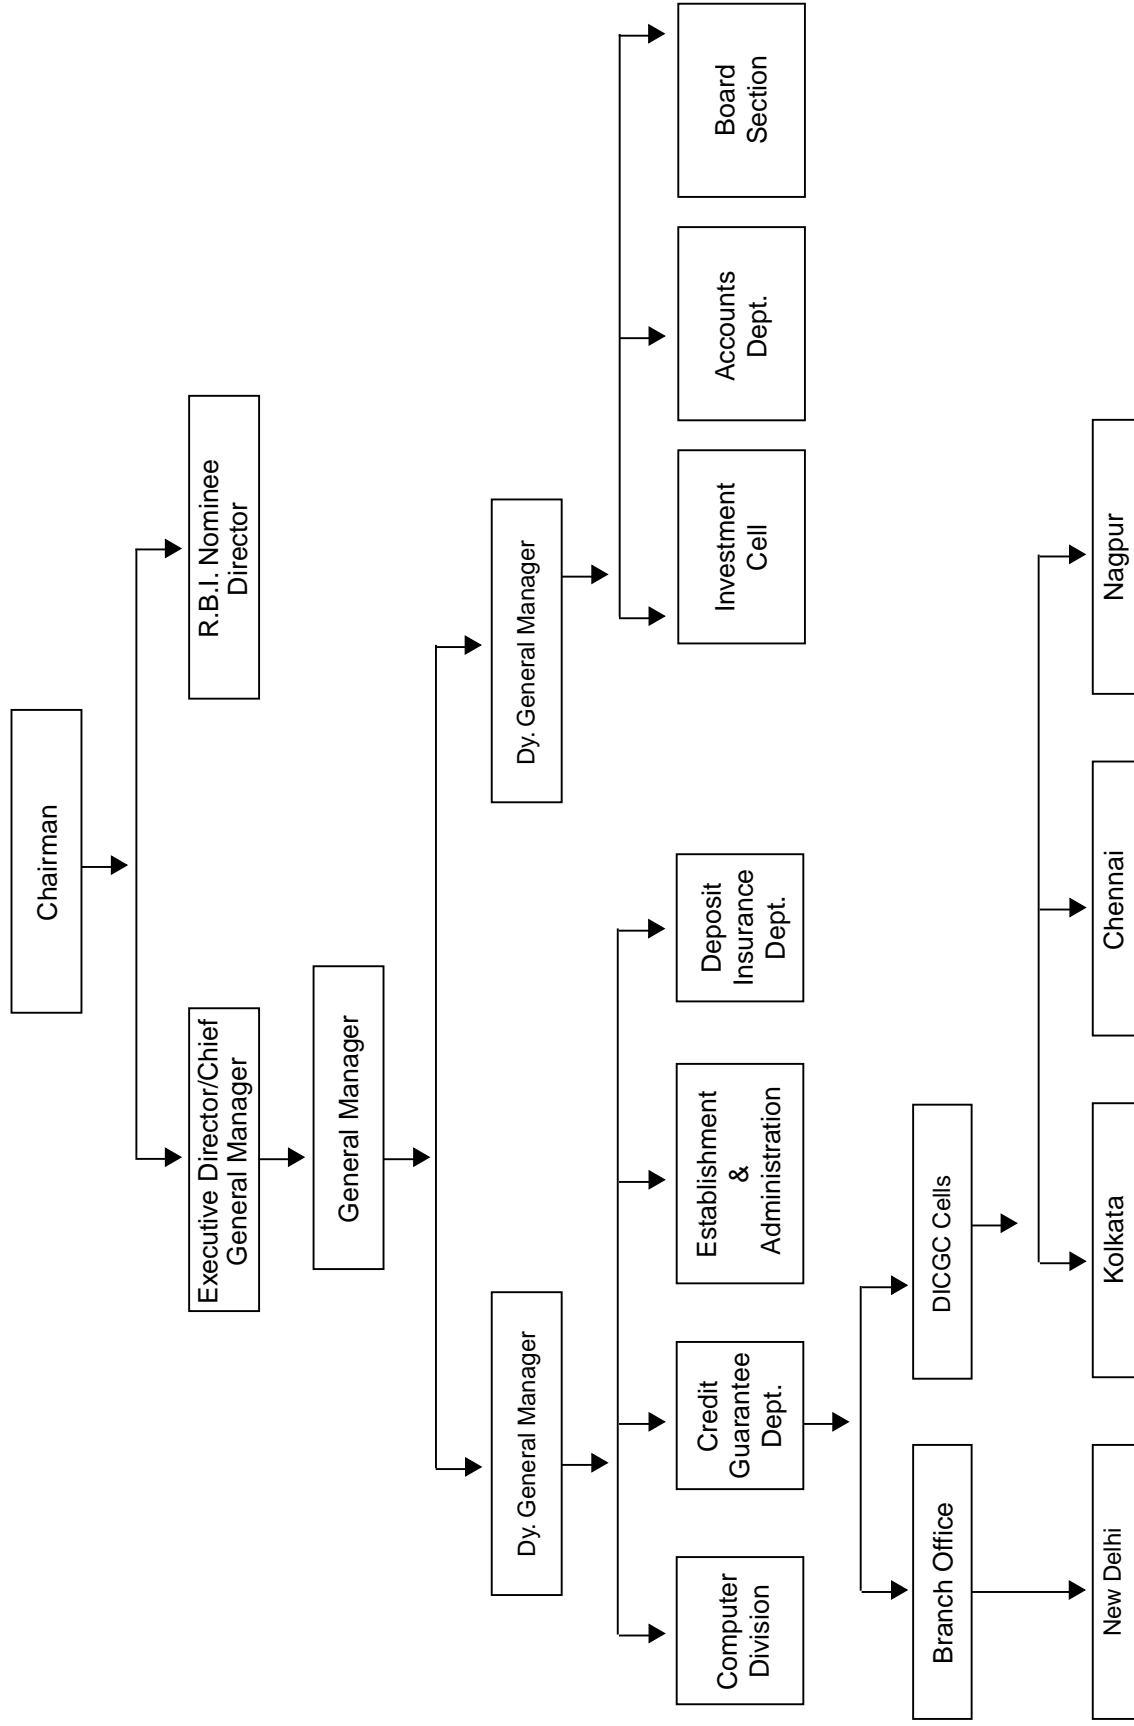 Chairman
Executive Director/Chief
General Manager
R.B.I. Nominee
Director
General Manager
Dy. General Manager
Dy. General Manager
Computer
Division
Credit
Guarantee
Dept.
Establishment
&
Administration
Deposit
Insurance
Dept.
Investment
Cell
Accounts
Dept.
Board
Section
Branch Office
DICGC Cells
New Delhi
Kolkata
Chennai
Nagpur